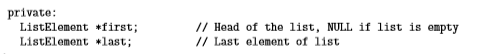 private:
ListElement *first; // Head of the list, NULL if list is empty
ListElement *last; // Last element of list